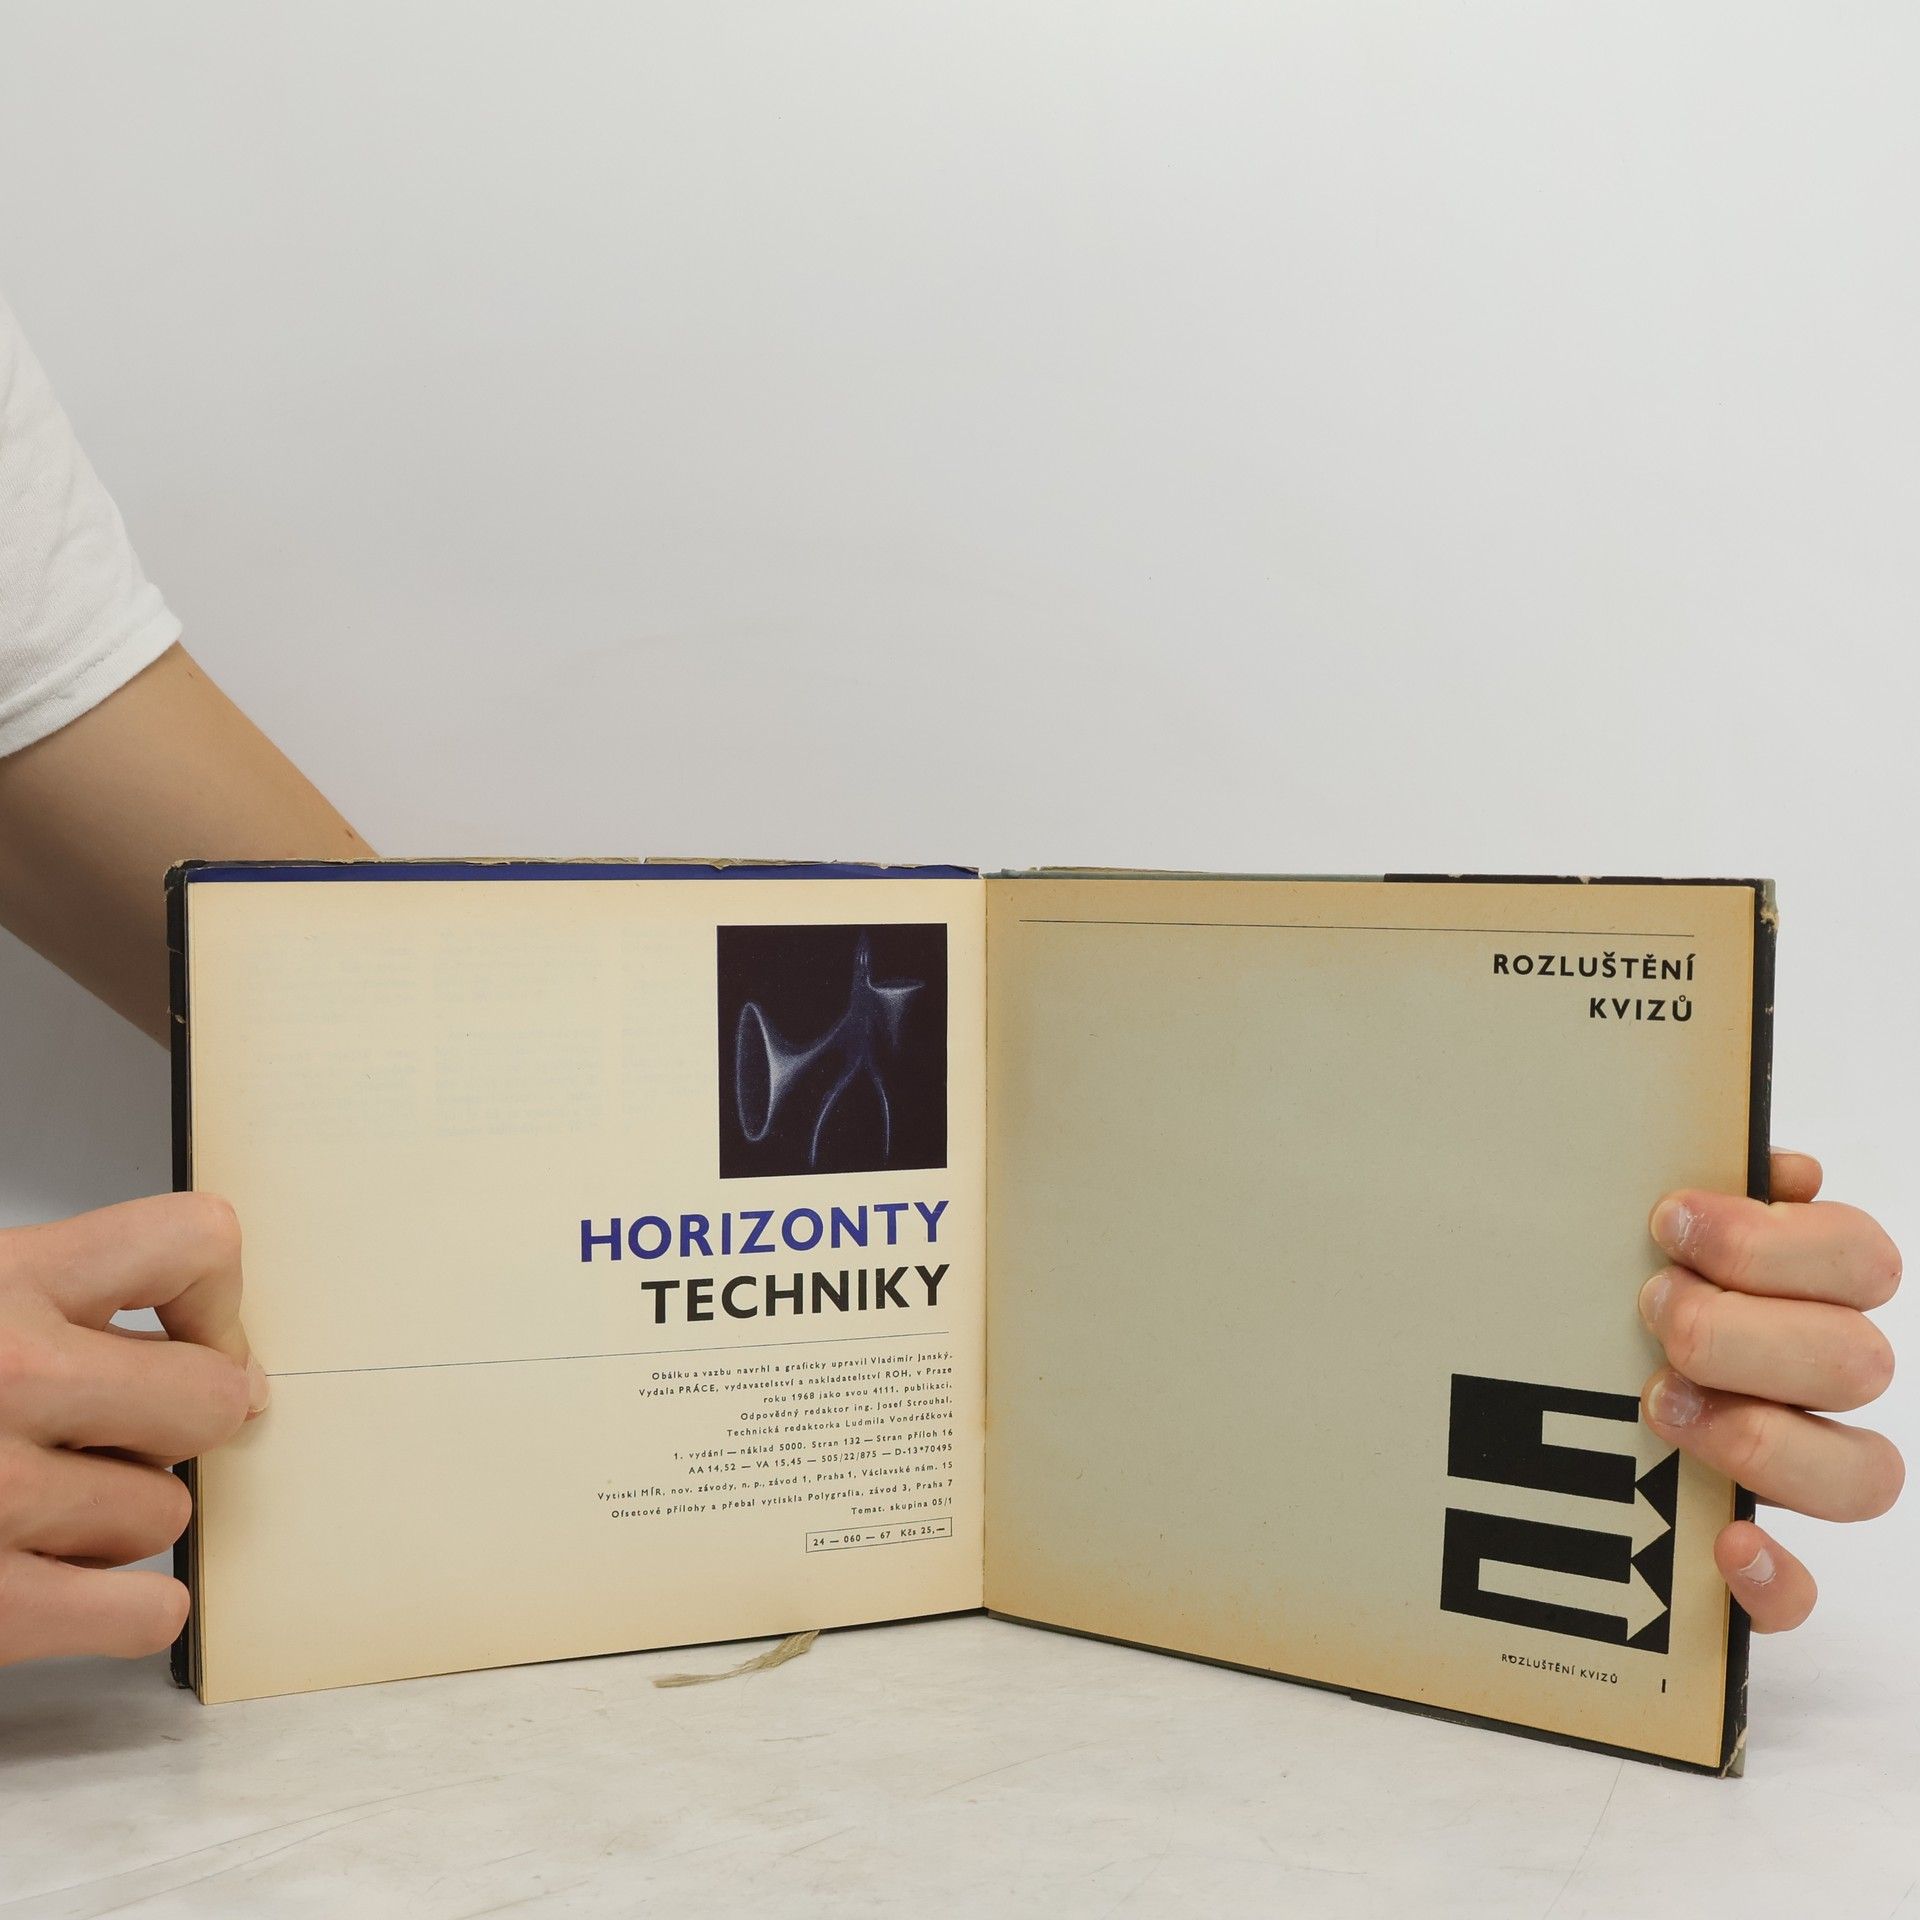 HORIZONTY
TECHNIKY
Obálku a vazbu navrhl a graficky upravil Vladimír Janský.
Vydala PRÁCE, vydavatelství a nakladatelství ROH, v Praze
roku 1968 jako svou 4111. publikaci.
Odpovědný redaktor ing. Josef Strouhal.
Technická redaktorka Ludmila Vondráčková
1. vydání — náklad 5000. Stran 132 — Stran příloh 16
AA 14,52 — VA 15,45 — 505/22/875 — D-13*70495
Vytiskl MÍR, nov. závody, n. p., závod 1, Praha 1, Václavské nám. 15
Ofsetové přílohy a přebal vytiskla Polygrafia, závod 3, Praha 7
Temat. skupina 05/1
24 — 060 — 67 Kčs 25,—
ROZLUŠTĚNÍ
KVIZŮ
ROZLUŠTĚNÍ KVIZŮ I